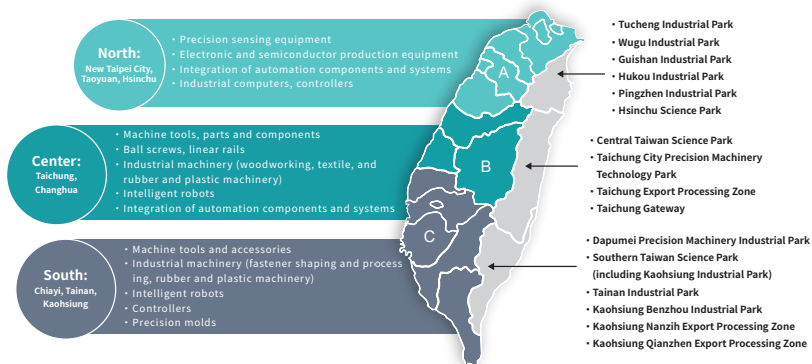 North:
New Taipei City,
Taoyuan, Hsinchu
・Precision sensing equipment
・Electronic and semiconductor production equipment
・Integration of automation components and systems
・Industrial computers, controllers
A
・Tucheng Industrial Park
・Wugu Industrial Park
・Guishan Industrial Park
・Hukou Industrial Park
・Pingzhen Industrial Park
・Hsinchu Science Park
Center:
Taichung,
Changhua
・Machine tools, parts and components
・Ball screws, linear rails
・Industrial machinery (woodworking, textile, and
rubber and plastic machinery)
・Intelligent robots
・Integration of automation components and systems
B
・Central Taiwan Science Park
・Taichung City Precision Machinery
Technology Park
・Taichung Export Processing Zone
・Taichung Gateway
South:
Chiayi, Tainan,
Kaohsiung
・Machine tools and accessories
・Industrial machinery (fastener shaping and process
ing, rubber and plastic machinery)
・Intelligent robots
・Controllers
・Precision molds
C
・Dapumei Precision Machinery Industrial Park
・Southern Taiwan Science Park
(including Kaohsiung Industrial Park)
・Tainan Industrial Park
・Kaohsiung Benzhou Industrial Park
・Kaohsiung Nanzih Export Processing Zone
・Kaohsiung Qianzhen Export Processing Zone